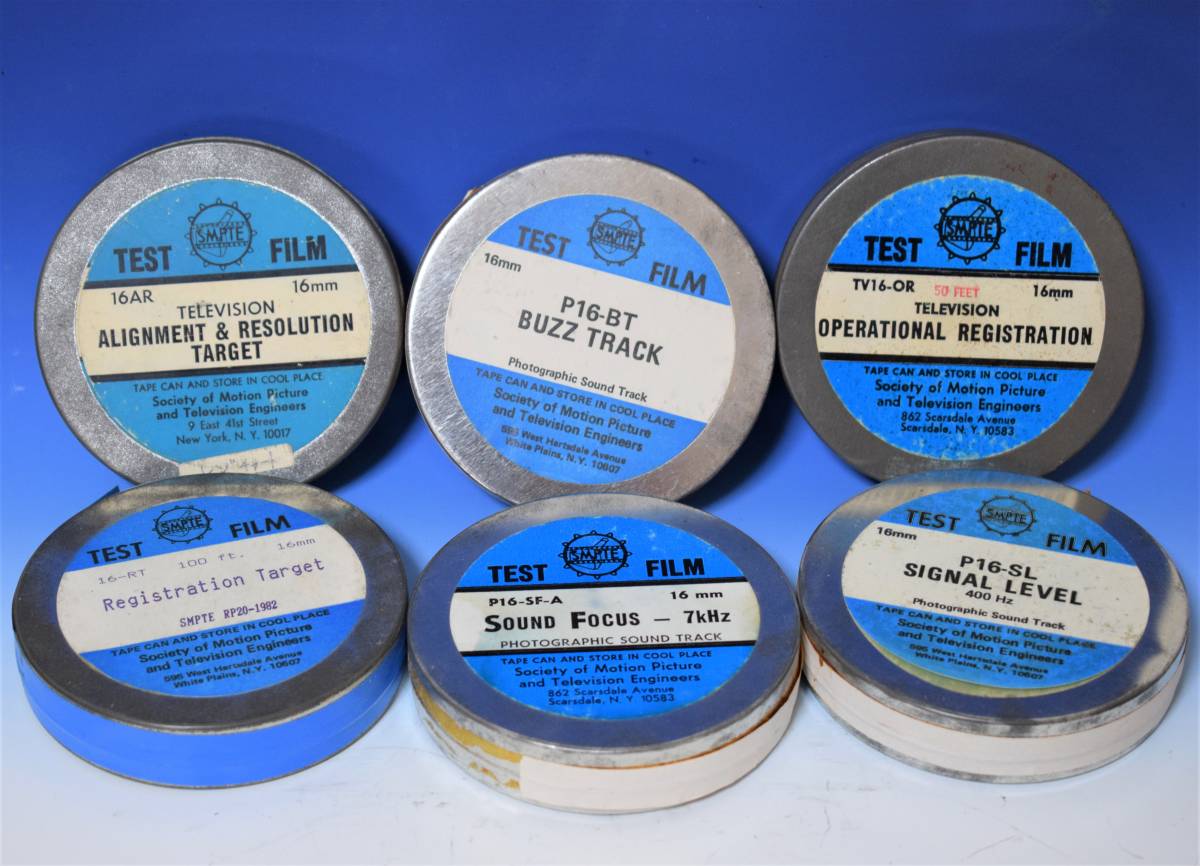 SMPTE
TEST FILM
16AR 16mm
TELEVISION
ALIGNMENT & RESOLUTION
TARGET
TAPE CAN AND STORE IN COOL PLACE
Society of Motion Picture
and Television Engineers
9 East 41st Street
New York, N. Y. 10017
SMPTE
TEST FILM
16mm
P16-BT
BUZZ TRACK
Photographic Sound Track
TAPE CAN AND STORE IN COOL PLACE
Society of Motion Picture
and Television Engineers
595 West Hartsdale Avenue
White Plains, N.Y. 10607
SMPTE
TEST FILM
TV16-OR 50 FEET 16mm
TELEVISION
OPERATIONAL REGISTRATION
TAPE CAN AND STORE IN COOL PLACE
Society of Motion Picture
and Television Engineers
862 Scarsdale Avenue
Scarsdale, N. Y. 10583
SMPTE
TEST FILM
16-RT 100 ft. 16mm
Registration Target
SMPTE RP20-1982
TAPE CAN AND STORE IN COOL PLACE
Society of Motion Picture
and Television Engineers
595 West Hartsdale Avenue
White Plains, N.Y. 10607
SMPTE
TEST FILM
P16-SF-A 16 mm
SOUND FOCUS – 7kHz
PHOTOGRAPHIC SOUND TRACK
TAPE CAN AND STORE IN COOL PLACE
Society of Motion Picture
and Television Engineers
862 Scarsdale Avenue
Scarsdale, N. Y. 10583
SMPTE
TEST FILM
16mm
P16-SL
SIGNAL LEVEL
400 Hz
Photographic Sound Track
TAPE CAN AND STORE IN COOL PLACE
Society of Motion Picture
and Television Engineers
595 West Hartsdale Avenue
White Plains, N.Y. 10607